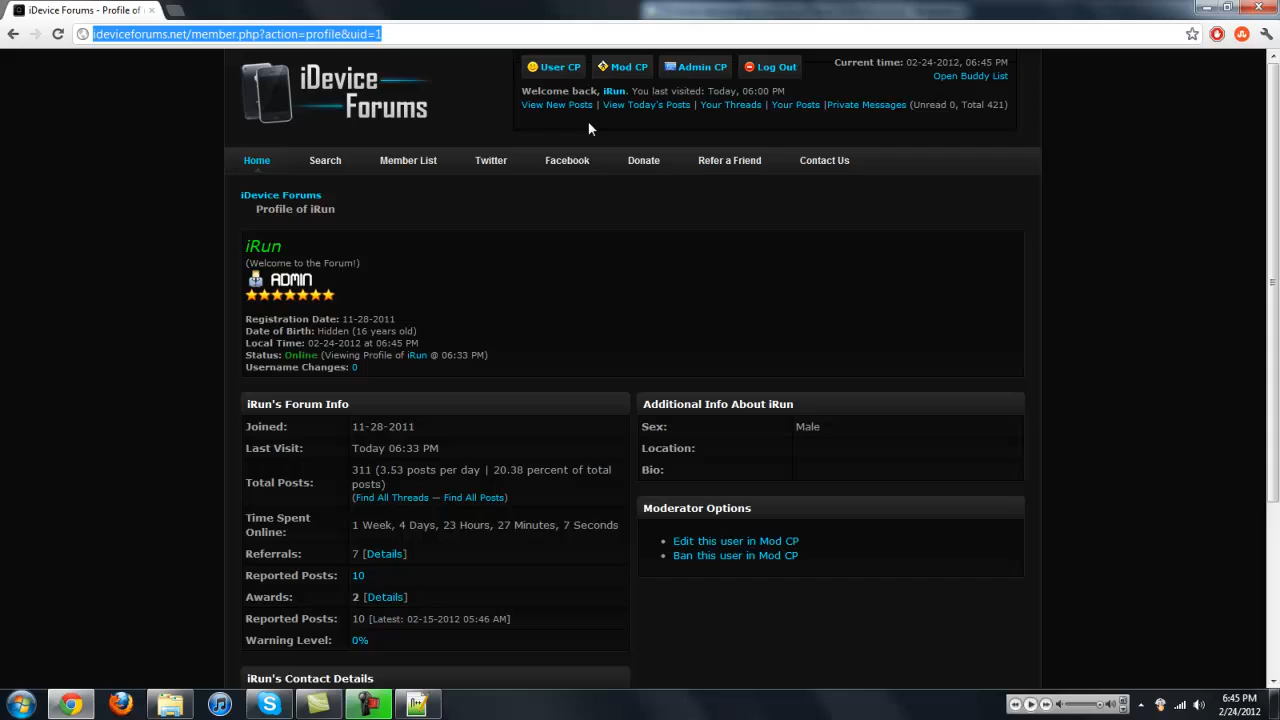 iDevice Forums - Profile of
ideviceforums.net/member.php?action=profile&uid=1
iDevice
Forums
User CP
Mod CP
Admin CP
Log Out
Current time: 02-24-2012, 06:45 PM
Open Buddy List
Welcome back, iRun. You last visited: Today, 06:00 PM
View New Posts | View Today's Posts | Your Threads | Your Posts |Private Messages (Unread 0, Total 421)
Home
Search
Member List
Twitter
Facebook
Donate
Refer a Friend
Contact Us
iDevice Forums
Profile of iRun
iRun
(Welcome to the Forum!)
ADMIN
Registration Date: 11-28-2011
Date of Birth: Hidden (16 years old)
Local Time: 02-24-2012 at 06:45 PM
Status: Online (Viewing Profile of iRun @ 06:33 PM)
Username Changes: 0
iRun's Forum Info
Joined: 11-28-2011
Last Visit: Today 06:33 PM
Total Posts: 311 (3.53 posts per day | 20.38 percent of total
posts)
(Find All Threads — Find All Posts)
Time Spent
Online: 1 Week, 4 Days, 23 Hours, 27 Minutes, 7 Seconds
Referrals: 7 [Details]
Reported Posts: 10
Awards: 2 [Details]
Reported Posts: 10 [Latest: 02-15-2012 05:46 AM]
Warning Level: 0%
iRun's Contact Details
Additional Info About iRun
Sex: Male
Location:
Bio:
Moderator Options
Edit this user in Mod CP
Ban this user in Mod CP
6:45 PM
2/24/2012